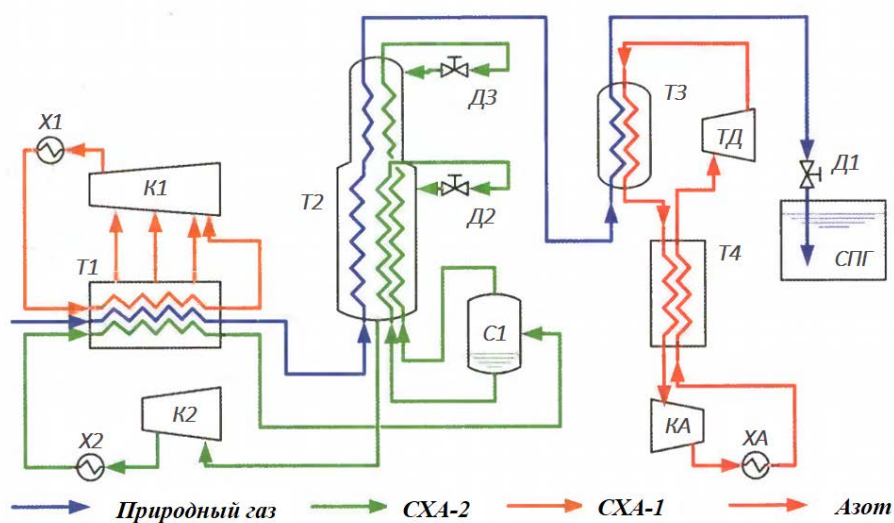 Д3
Т3
Х1
ТД
Д1
К1
Т2
Д2
Т1
Т4
СПГ
С1
К2
КА
Х2
ХА
Природный газ
СХА-2
СХА-1
Азот